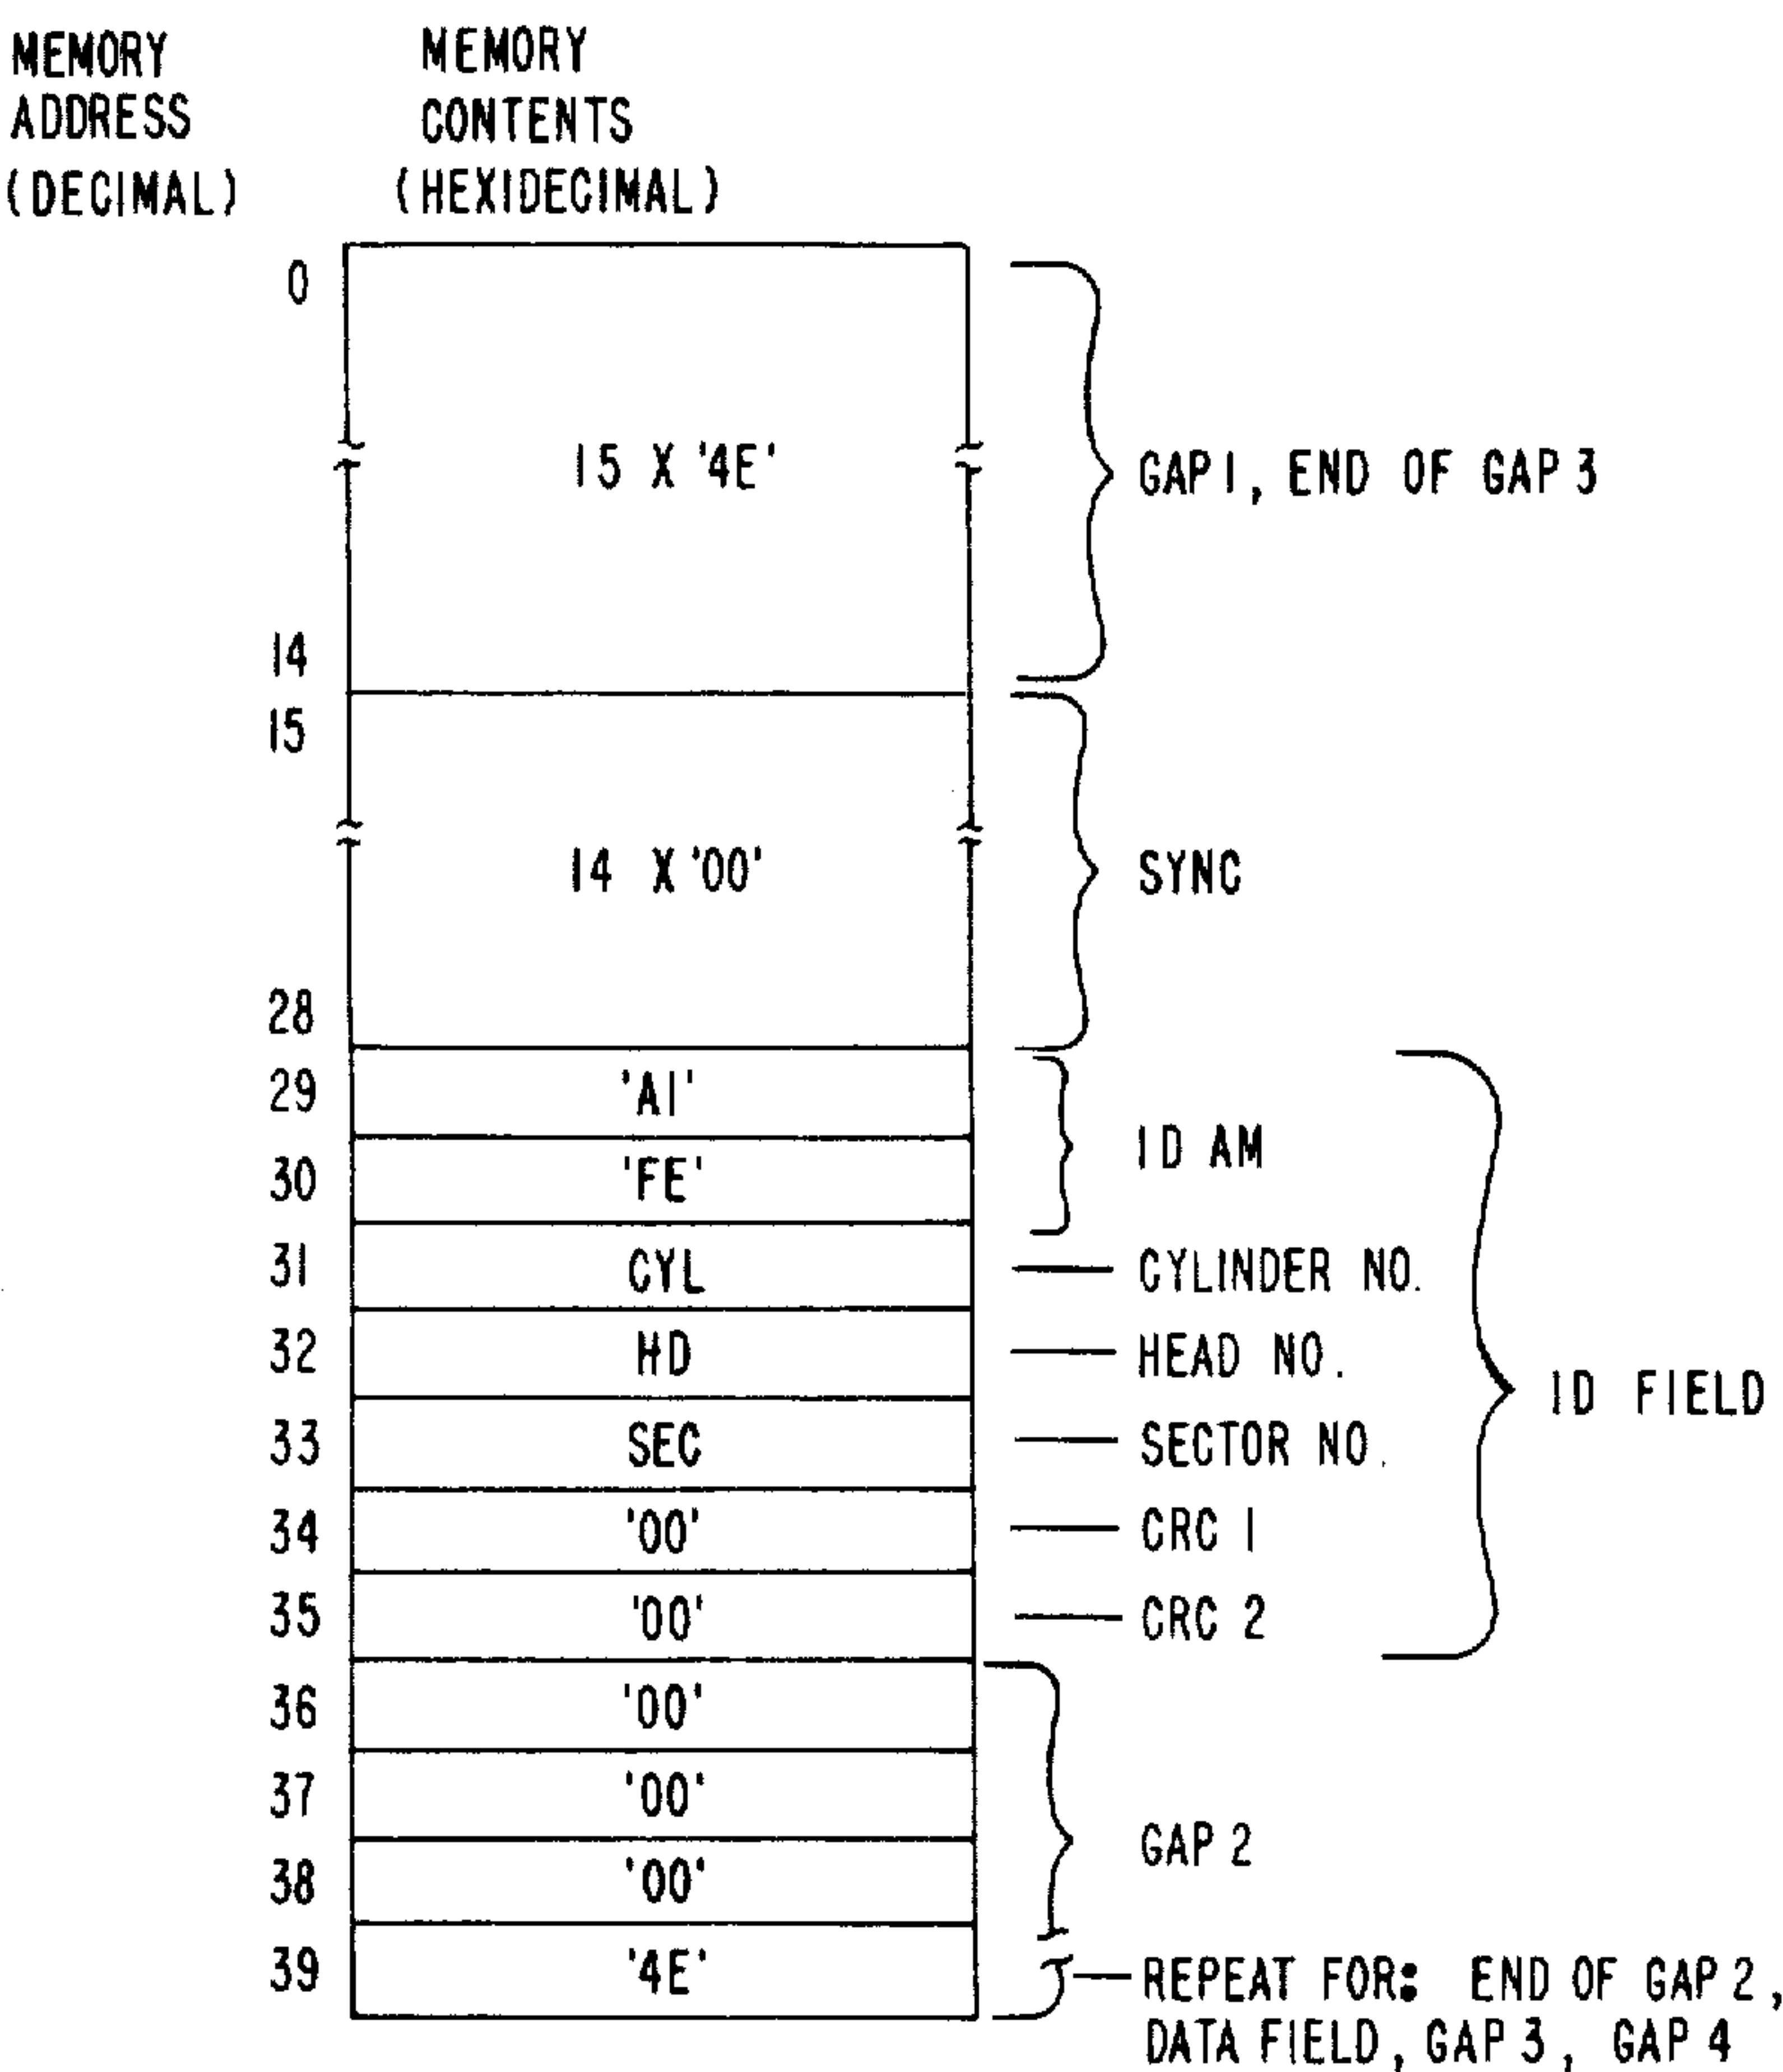 MEMORY ADDRESS (DECIMAL)
MEMORY CONTENTS (HEXIDECIMAL)
0
15 X '4E'
GAP 1, END OF GAP 3
14
15
14 X '00'
SYNC
28
29 'A1'
30 'FE'
ID AM
31 CYL CYLINDER NO.
32 HD HEAD NO.
ID FIELD
33 SEC SECTOR NO.
34 '00' CRC 1
35 '00' CRC 2
36 '00'
37 '00'
GAP 2
38 '00'
39 '4E' REPEAT FOR: END OF GAP 2,
DATA FIELD, GAP 3, GAP 4